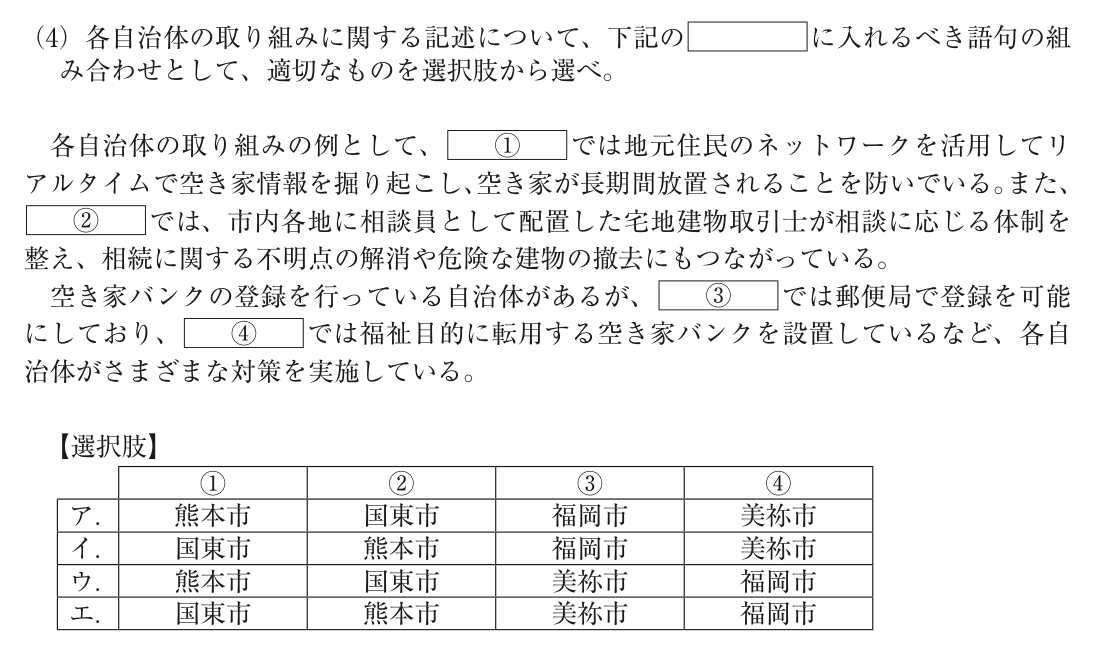 (4) 各自治体の取り組みに関する記述について、下記の　　　　に入れるべき語句の組
み合わせとして、適切なものを選択肢から選べ。
各自治体の取り組みの例として、①では地元住民のネットワークを活用してリ
アルタイムで空き家情報を掘り起こし、空き家が長期間放置されることを防いでいる。また、
②では、市内各地に相談員として配置した宅地建物取引士が相談に応じる体制を
整え、相続に関する不明点の解消や危険な建物の撤去にもつながっている。
空き家バンクの登録を行っている自治体があるが、③では郵便局で登録を可能
にしており、④では福祉目的に転用する空き家バンクを設置しているなど、各自
治体がさまざまな対策を実施している。
【選択肢】
① ② ③ ④
ア. 熊本市 国東市 福岡市 美祢市
イ. 国東市 熊本市 福岡市 美祢市
ウ. 熊本市 国東市 美祢市 福岡市
エ. 国東市 熊本市 美祢市 福岡市